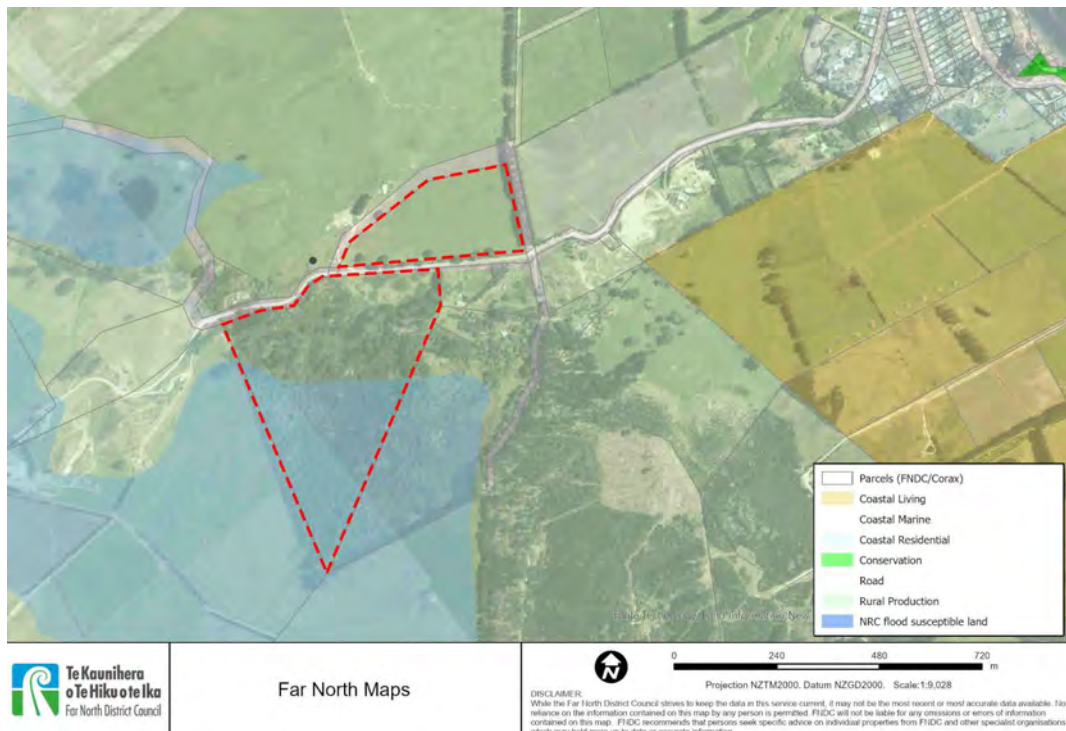 Parcels (FNDC/Corax)
Coastal Living
Coastal Marine
Coastal Residential
Conservation
Road
Rural Production
NRC flood susceptible land
Te Kaunihera
o Te Hiku o te Ika
Far North District Council
Far North Maps
N
0 240 480 720
m
Projection NZTM2000. Datum NZGD2000. Scale:1:9,028
DISCLAIMER:
While the Far North District Council strives to keep the data in this service current, it may not be the most recent or most accurate data available. No
reliance on the information contained on this map by any person is permitted. FNDC will not be liable for any omissions or errors of information
contained on this map. FNDC recommends that persons seek specific advice on individual properties from FNDC and other specialist organisations